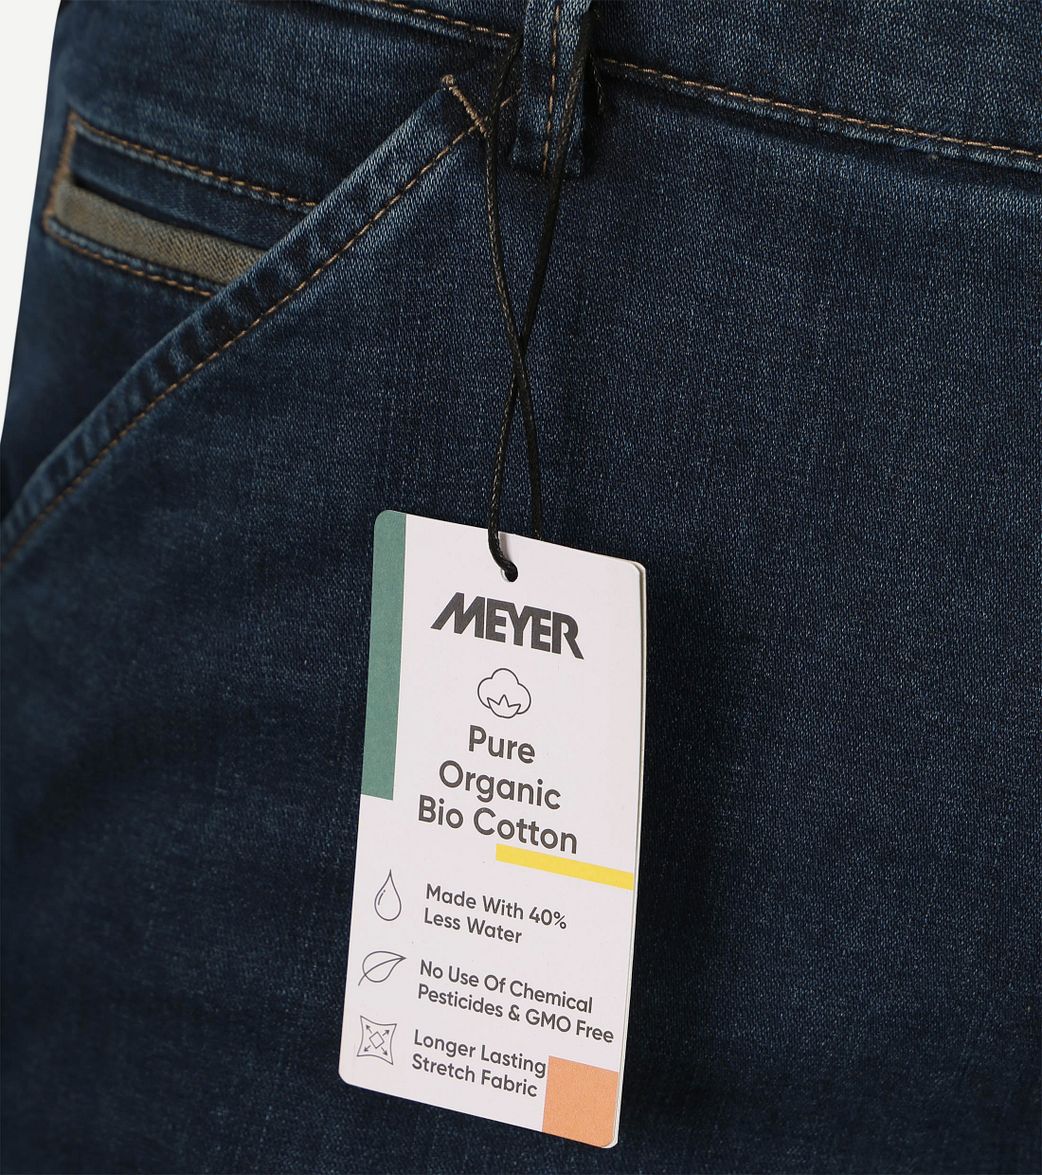 MEYER
Pure
Organic
Bio Cotton
Made With 40%
Less Water
No Use Of Chemical
Pesticides & GMO Free
Longer Lasting
Stretch Fabric